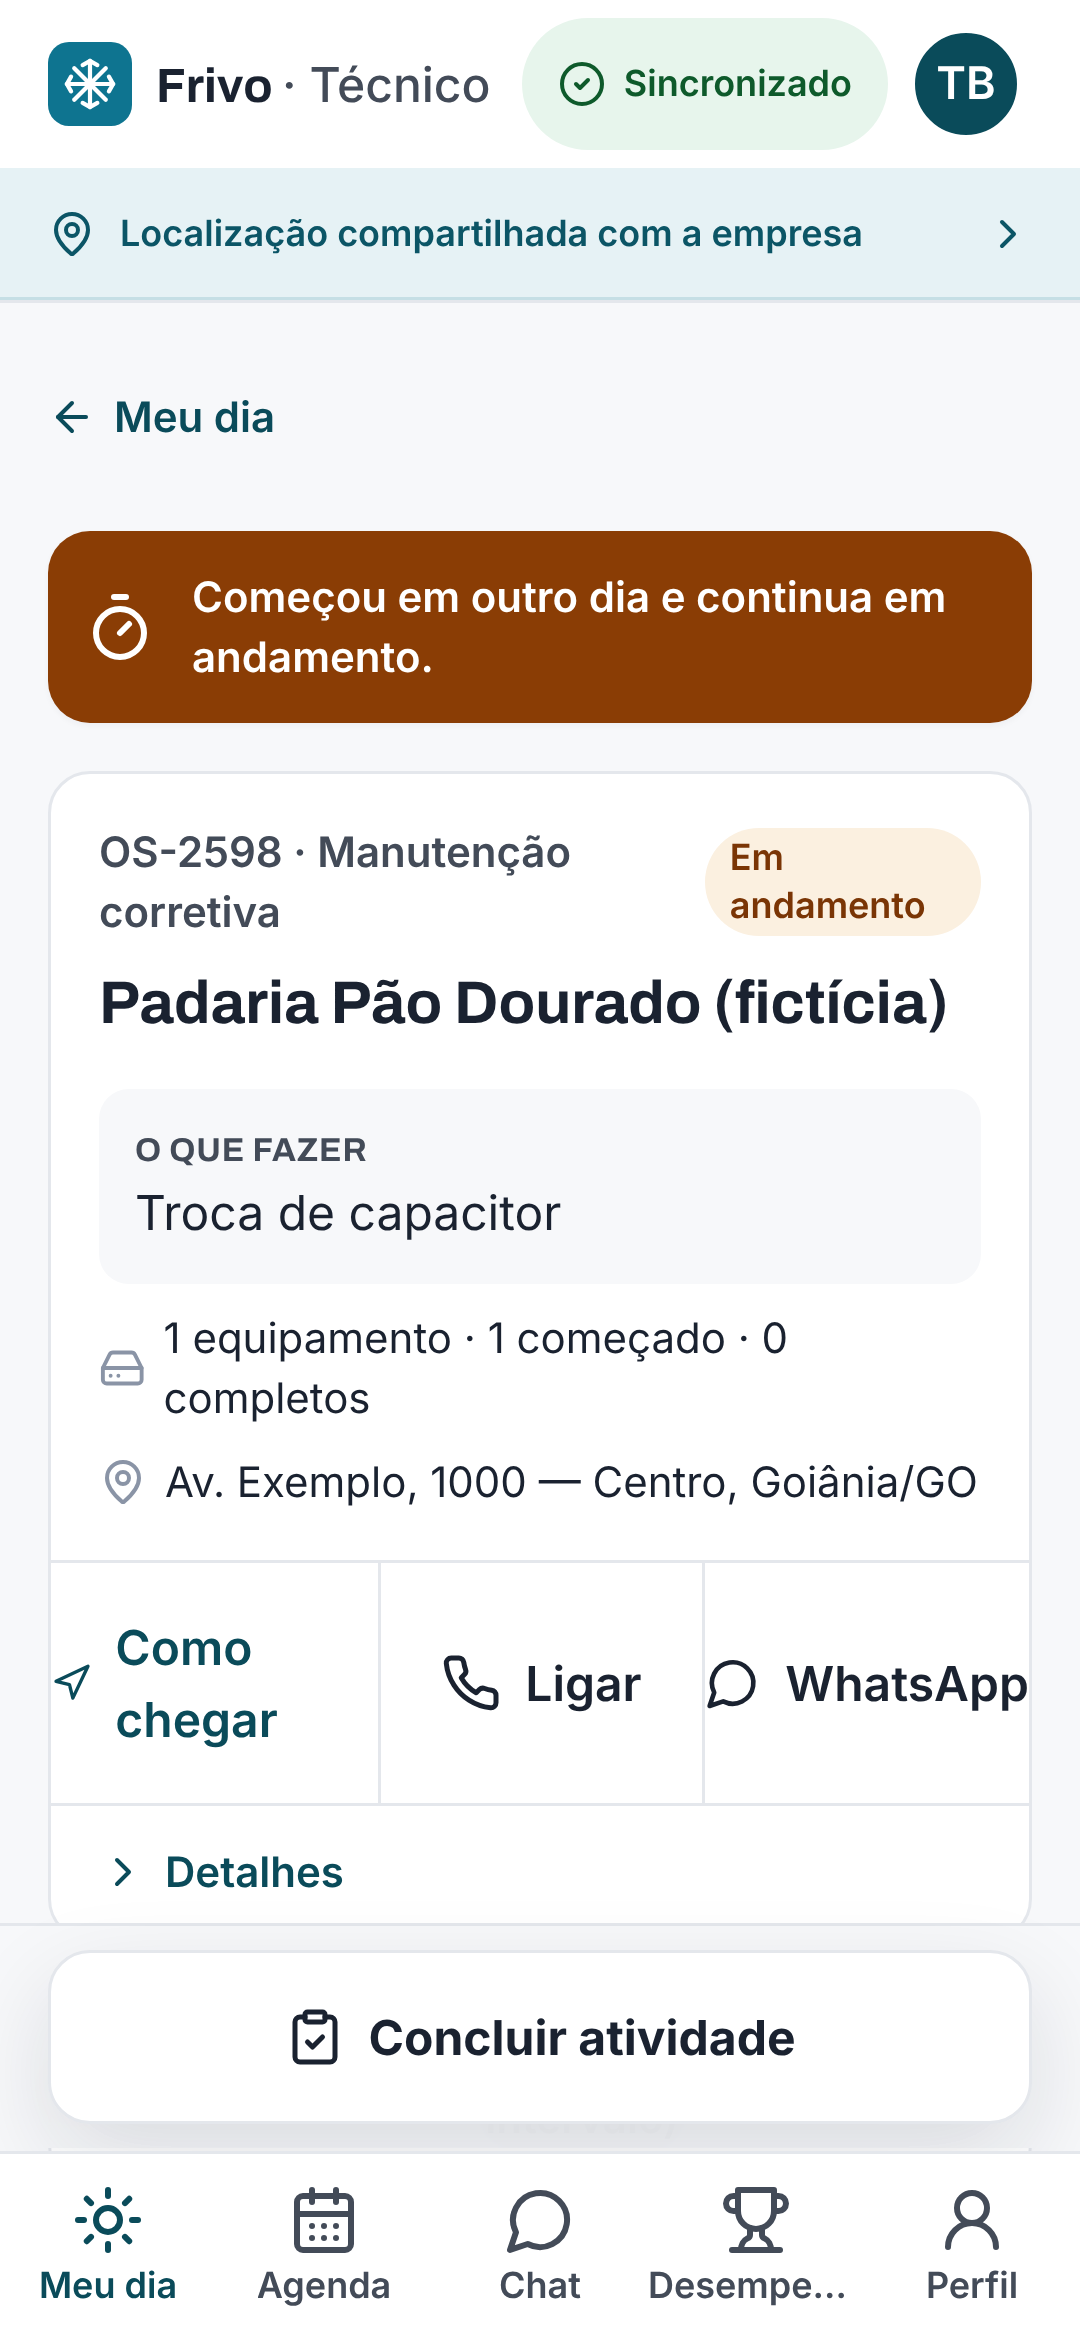 Frivo · Técnico
Sincronizado
TB
Localização compartilhada com a empresa
Meu dia
Começou em outro dia e continua em
andamento.
OS-2598 · Manutenção
corretiva
Em
andamento
Padaria Pão Dourado (fictícia)
O QUE FAZER
Troca de capacitor
1 equipamento · 1 começado · 0
completos
Av. Exemplo, 1000 — Centro, Goiânia/GO
Como
chegar
Ligar
WhatsApp
Detalhes
Concluir atividade
Meu dia
Agenda
Chat
Desempe...
Perfil